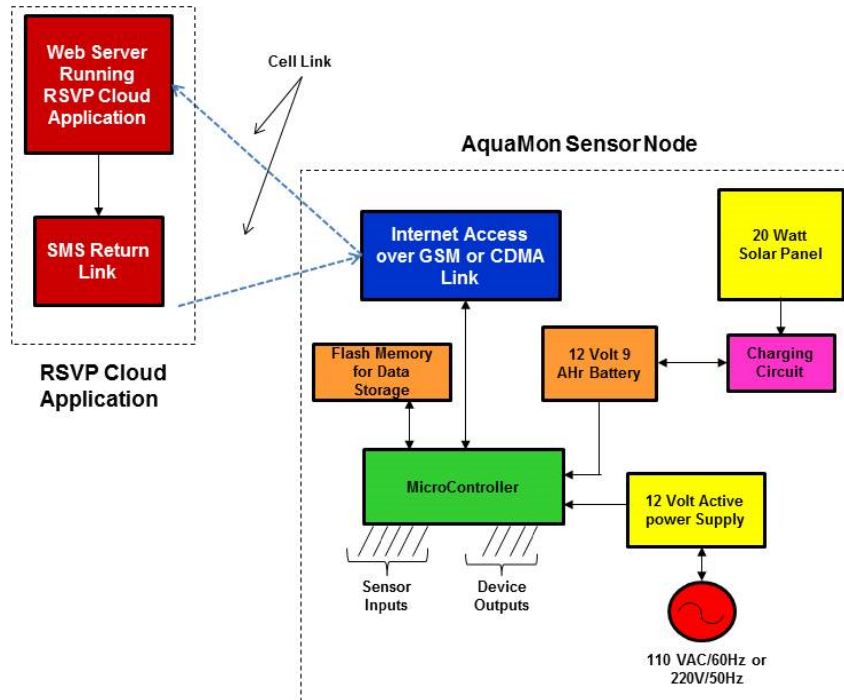 Web Server
Running
RSVP Cloud
Application
SMS Return
Link
RSVP Cloud
Application
Cell Link
AquaMon Sensor Node
Internet Access
over GSM or CDMA
Link
20 Watt
Solar Panel
Flash Memory
for Data
Storage
12 Volt 9
AHr Battery
Charging
Circuit
MicroController
12 Volt Active
power Supply
Sensor
Inputs
Device
Outputs
110 VAC/60Hz or
220V/50Hz